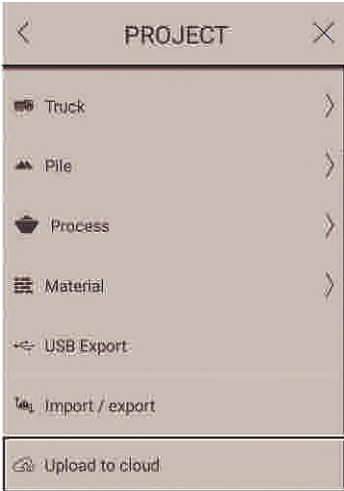 PROJECT
Truck
Pile
Process
Material
USB Export
Import / export
Upload to cloud